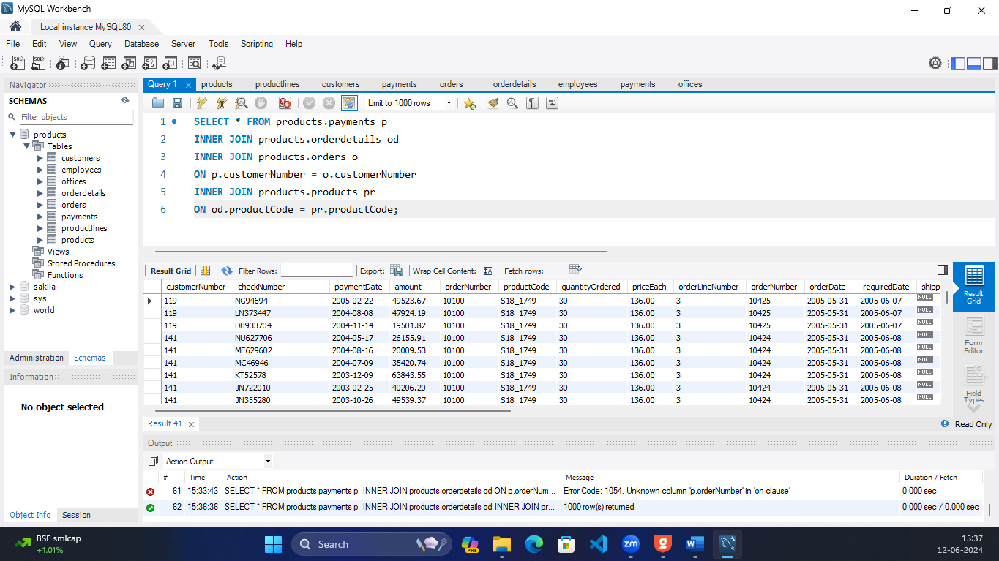 MySQL Workbench
Local instance MySQL80
File Edit View Query Database Server Tools Scripting Help
Navigator
SCHEMAS
Filter objects
products
Tables
customers
employees
offices
orderdetails
orders
payments
productlines
products
Views
Stored Procedures
Functions
sakila
sys
world
Administration Schemas
Information
No object selected
Object Info Session
Query 1 products productlines customers payments orders orderdetails employees payments offices
Limit to 1000 rows
1 SELECT * FROM products.payments p
2 INNER JOIN products.orderdetails od
3 INNER JOIN products.orders o
4 ON p.customerNumber = o.customerNumber
5 INNER JOIN products.products pr
6 ON od.productCode = pr.productCode;
Result Grid Filter Rows: Export: Wrap Cell Content: IA Fetch rows:
customerNumber checkNumber paymentDate amount orderNumber productCode quantityOrdered priceEach orderLineNumber orderNumber orderDate requiredDate shipp
119 NG94694 2005-02-22 49523.67 10100 S18_1749 30 136.00 3 10425 2005-05-31 2005-06-07 NULL
119 LN373447 2004-08-08 47924.19 10100 S18_1749 30 136.00 3 10425 2005-05-31 2005-06-07 NULL
119 DB933704 2004-11-14 19501.82 10100 S18_1749 30 136.00 3 10425 2005-05-31 2005-06-07 NULL
141 NU627706 2004-05-17 26155.91 10100 S18_1749 30 136.00 3 10424 2005-05-31 2005-06-08 NULL
141 MF629602 2004-08-16 20009.53 10100 S18_1749 30 136.00 3 10424 2005-05-31 2005-06-08 NULL
141 MC46946 2004-07-09 35420.74 10100 S18_1749 30 136.00 3 10424 2005-05-31 2005-06-08 NULL
141 KT52578 2003-12-09 63843.55 10100 S18_1749 30 136.00 3 10424 2005-05-31 2005-06-08 NULL
141 JN722010 2003-02-25 40206.20 10100 S18_1749 30 136.00 3 10424 2005-05-31 2005-06-08 NULL
141 JN355280 2003-10-26 49539.37 10100 S18_1749 30 136.00 3 10424 2005-05-31 2005-06-08 NULL
Result
Grid
Form
Editor
Field
Types
Result 41
Read Only
Output
Action Output
# Time Action Message Duration / Fetch
61 15:33:43 SELECT * FROM products.payments p INNER JOIN products.orderdetails od ON p.orderNum... Error Code: 1054. Unknown column 'p.orderNumber' in 'on clause' 0.000 sec
62 15:36:36 SELECT * FROM products.payments p INNER JOIN products.orderdetails od INNER JOIN pr... 1000 row(s) returned 0.000 sec / 0.000 sec
BSE smlcap
+1.01%
Search
PRE
zm
15:37
12-06-2024